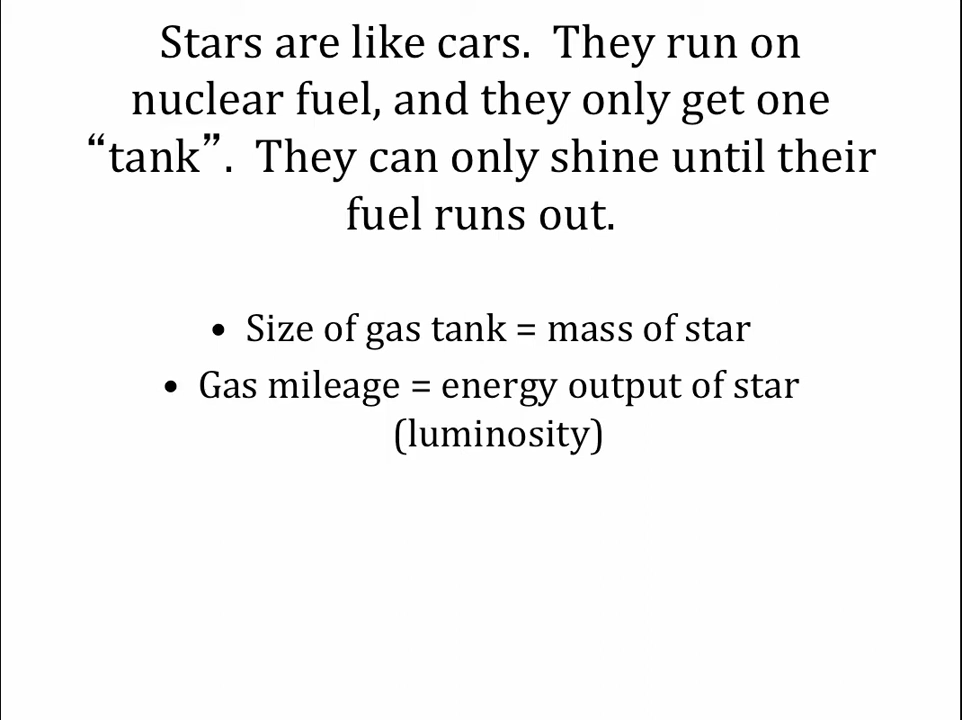 Stars are like cars.  They run on
nuclear fuel, and they only get one
“tank”.  They can only shine until their
fuel runs out.
• Size of gas tank = mass of star
• Gas mileage = energy output of star
(luminosity)